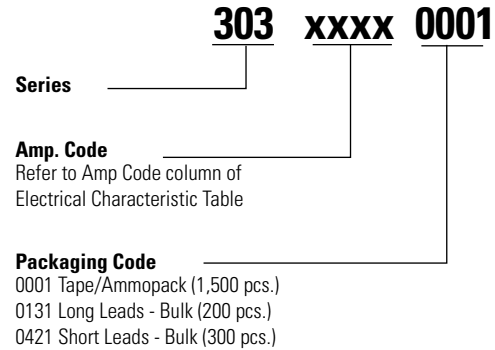 303 xxxx 0001
Series
Amp. Code
Refer to Amp Code column of
Electrical Characteristic Table
Packaging Code
0001 Tape/Ammopack (1,500 pcs.)
0131 Long Leads - Bulk (200 pcs.)
0421 Short Leads - Bulk (300 pcs.)